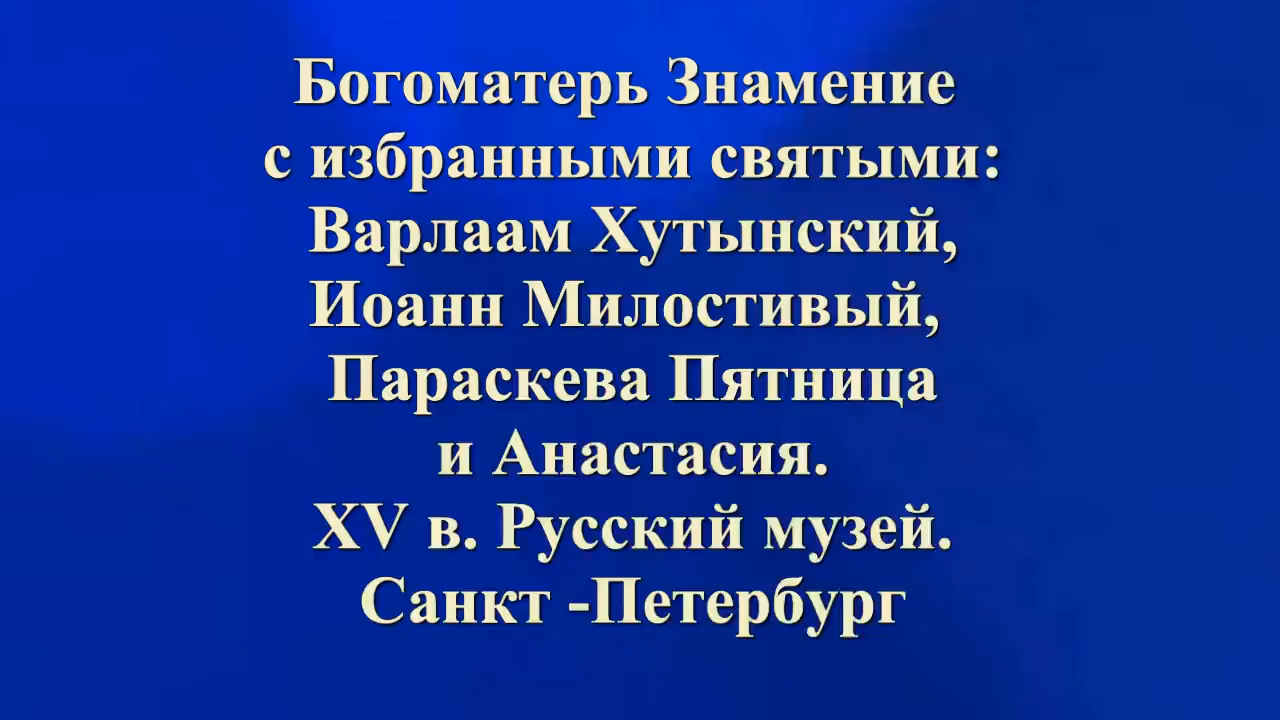 Богоматерь Знамение
с избранными святыми:
Варлаам Хутынский,
Иоанн Милостивый,
Параскева Пятница
и Анастасия.
XV в. Русский музей.
Санкт -Петербург